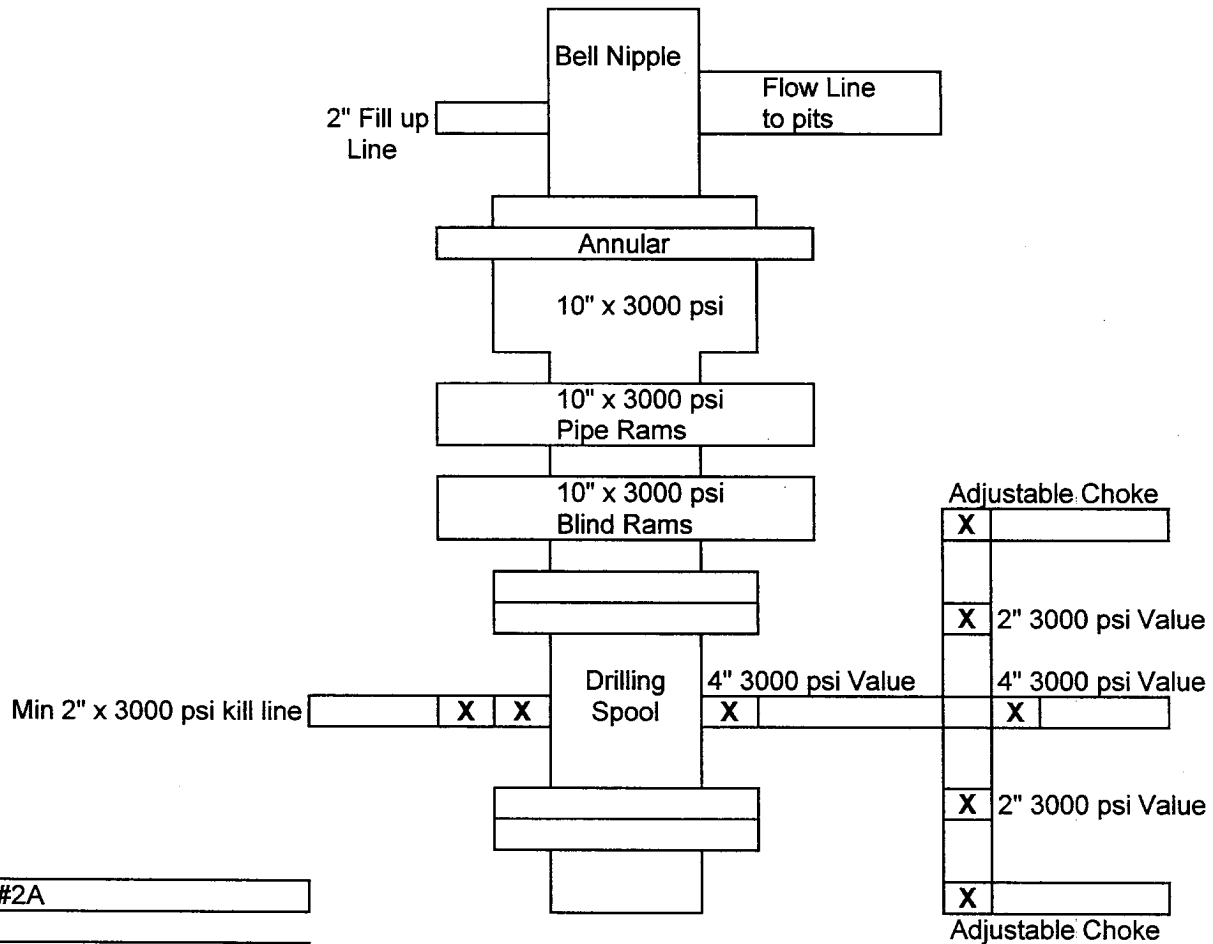 Bell Nipple
Flow Line
to pits
2" Fill up
Line
Annular
10" x 3000 psi
10" x 3000 psi
Pipe Rams
10" x 3000 psi
Blind Rams
Adjustable Choke
X
X 2" 3000 psi Value
Min 2" x 3000 psi kill line X X
Drilling
Spool
4" 3000 psi Value
X
4" 3000 psi Value
X
X 2" 3000 psi Value
X
Adjustable Choke
#2A